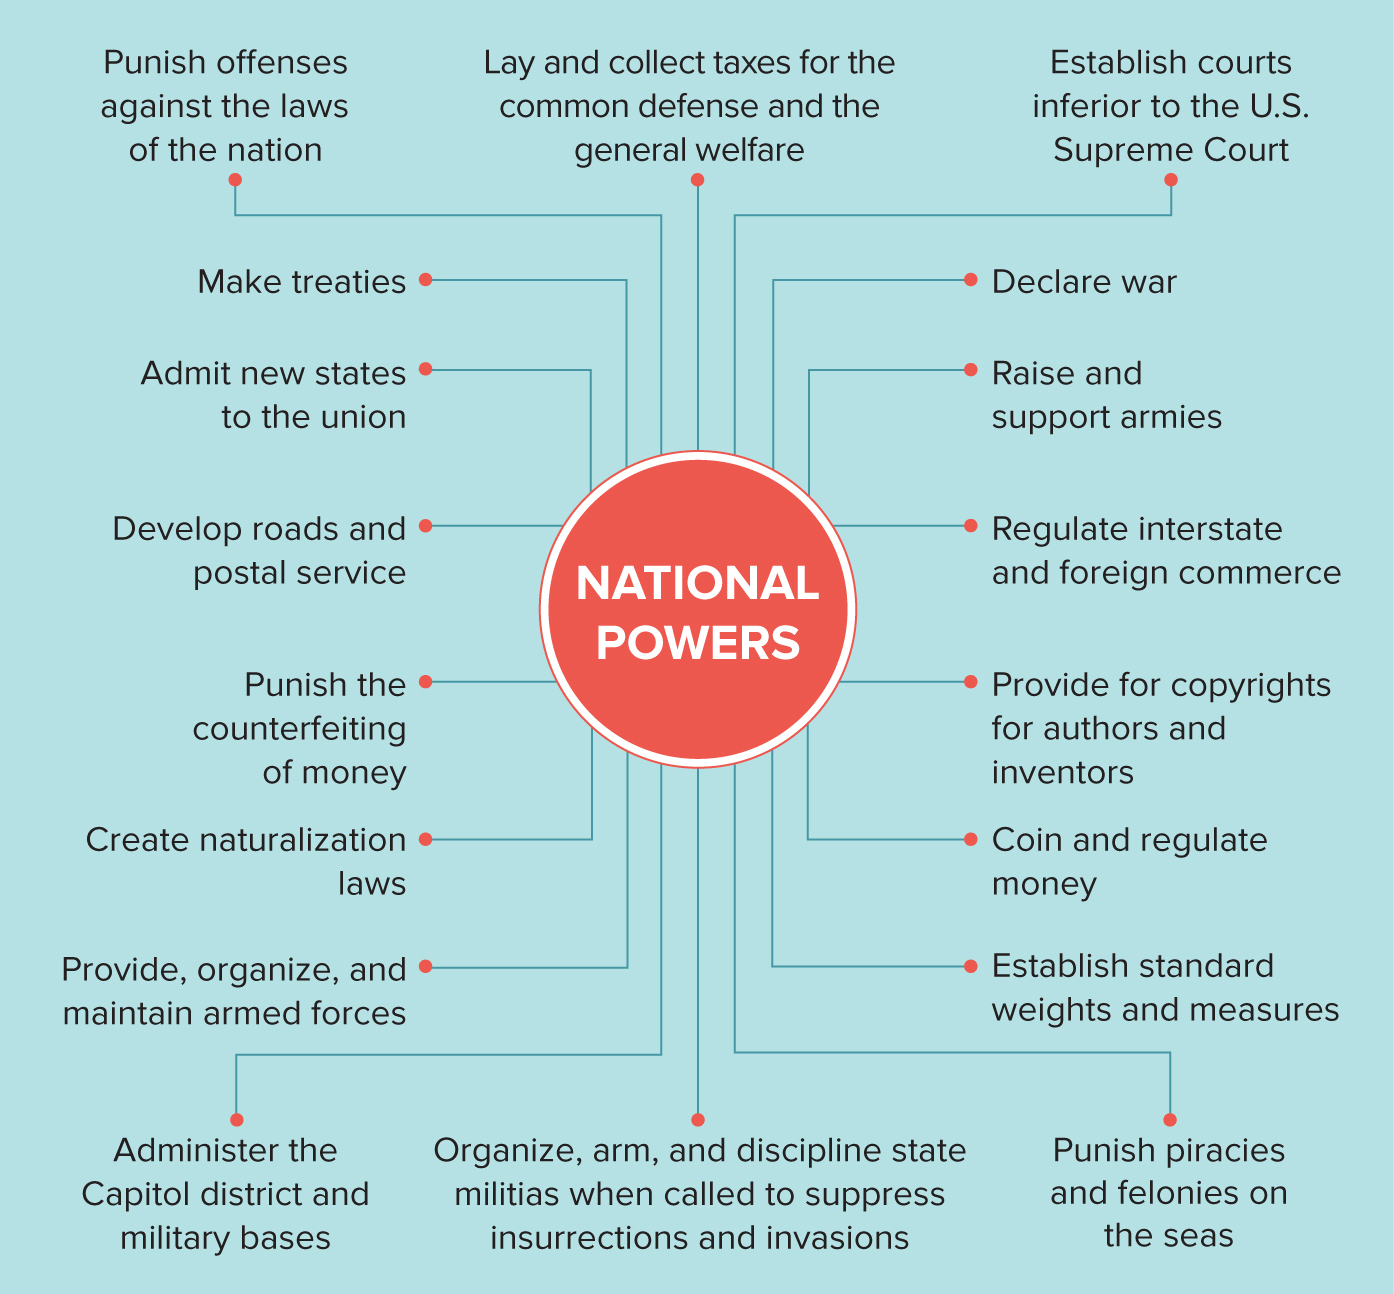 Punish offenses
against the laws
of the nation
Lay and collect taxes for the
common defense and the
general welfare
Establish courts
inferior to the U.S.
Supreme Court
Make treaties
Declare war
Admit new states
to the union
Raise and
support armies
Develop roads and
postal service
Regulate interstate
and foreign commerce
NATIONAL
POWERS
Punish the
counterfeiting
of money
Provide for copyrights
for authors and
inventors
Create naturalization
laws
Coin and regulate
money
Provide, organize, and
maintain armed forces
Establish standard
weights and measures
Administer the
Capitol district and
military bases
Organize, arm, and discipline state
militias when called to suppress
insurrections and invasions
Punish piracies
and felonies on
the seas